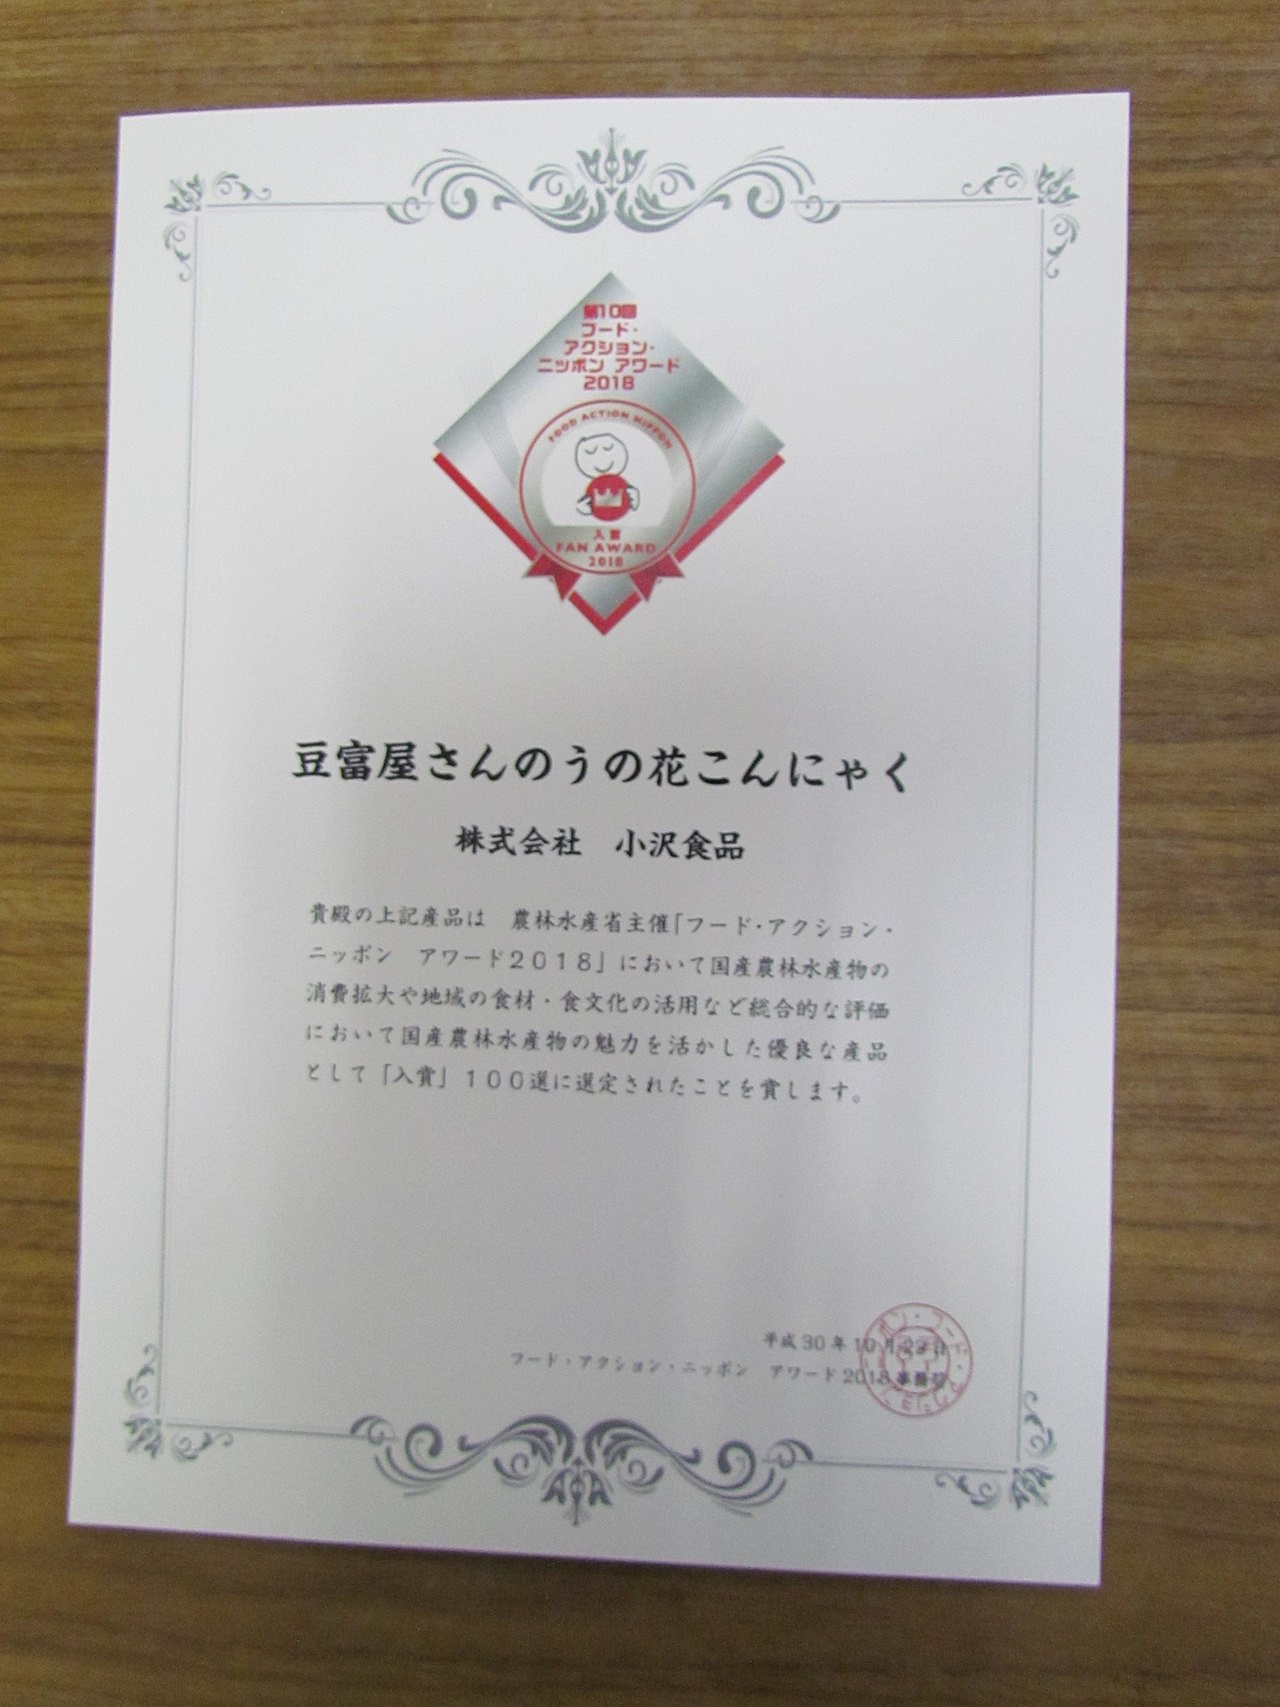 第10回
フード・
アクション・
ニッポン アワード
2018
FOOD ACTION NIPPON
入賞
FAN AWARD
2018
豆富屋さんのうの花こんにゃく
株式会社　小沢食品
貴殿の上記産品は　農林水産省主催「フード・アクション・
ニッポン　アワード２０１８」において国産農林水産物の
消費拡大や地域の食材・食文化の活用など総合的な評価
において国産農林水産物の魅力を活かした優良な産品
として「入賞」１００選に選定されたことを賞します。
平成30年10月29日
フード・アクション・ニッポン　アワード2018事務局